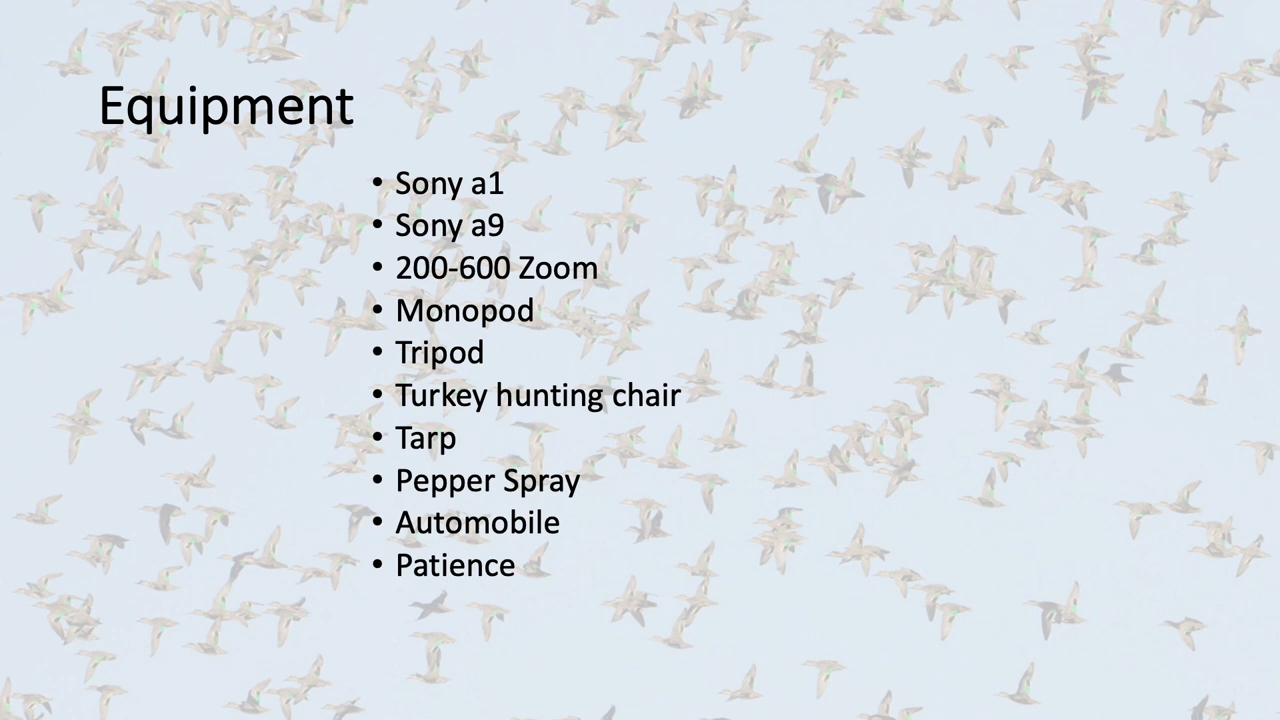 Equipment
• Sony a1
• Sony a9
• 200-600 Zoom
• Monopod
• Tripod
• Turkey hunting chair
• Tarp
• Pepper Spray
• Automobile
• Patience